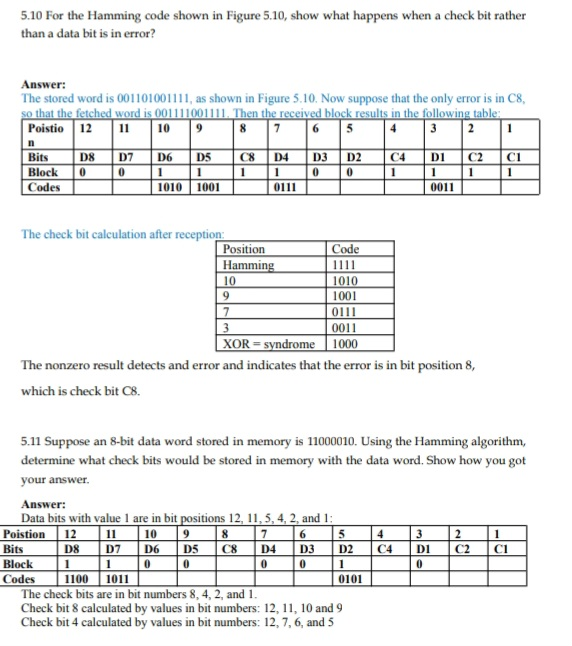 5.10 For the Hamming code shown in Figure 5.10, show what happens when a check bit rather
than a data bit is in error?
Answer:
The stored word is 001101001111, as shown in Figure 5.10. Now suppose that the only error is in C8,
so that the fetched word is 001111001111. Then the received block results in the following table:
Poistio 12 11 10 9 8 7 6 5 4 3 2 1
n
Bits D8 D7 D6 D5 C8 D4 D3 D2 C4 D1 C2 C1
Block 0 0 1 1 1 1 0 0 1 1 1 1
Codes 1010 1001 0111 0011
The check bit calculation after reception:
Position Code
Hamming 1111
10 1010
9 1001
7 0111
3 0011
XOR = syndrome 1000
The nonzero result detects and error and indicates that the error is in bit position 8,
which is check bit C8.
5.11 Suppose an 8-bit data word stored in memory is 11000010. Using the Hamming algorithm,
determine what check bits would be stored in memory with the data word. Show how you got
your answer.
Answer:
Data bits with value 1 are in bit positions 12, 11, 5, 4, 2, and 1:
Poistion 12 11 10 9 8 7 6 5 4 3 2 1
Bits D8 D7 D6 D5 C8 D4 D3 D2 C4 D1 C2 C1
Block 1 1 0 0 0 0 1 0
Codes 1100 1011 0101
The check bits are in bit numbers 8, 4, 2, and 1.
Check bit 8 calculated by values in bit numbers: 12, 11, 10 and 9
Check bit 4 calculated by values in bit numbers: 12, 7, 6, and 5